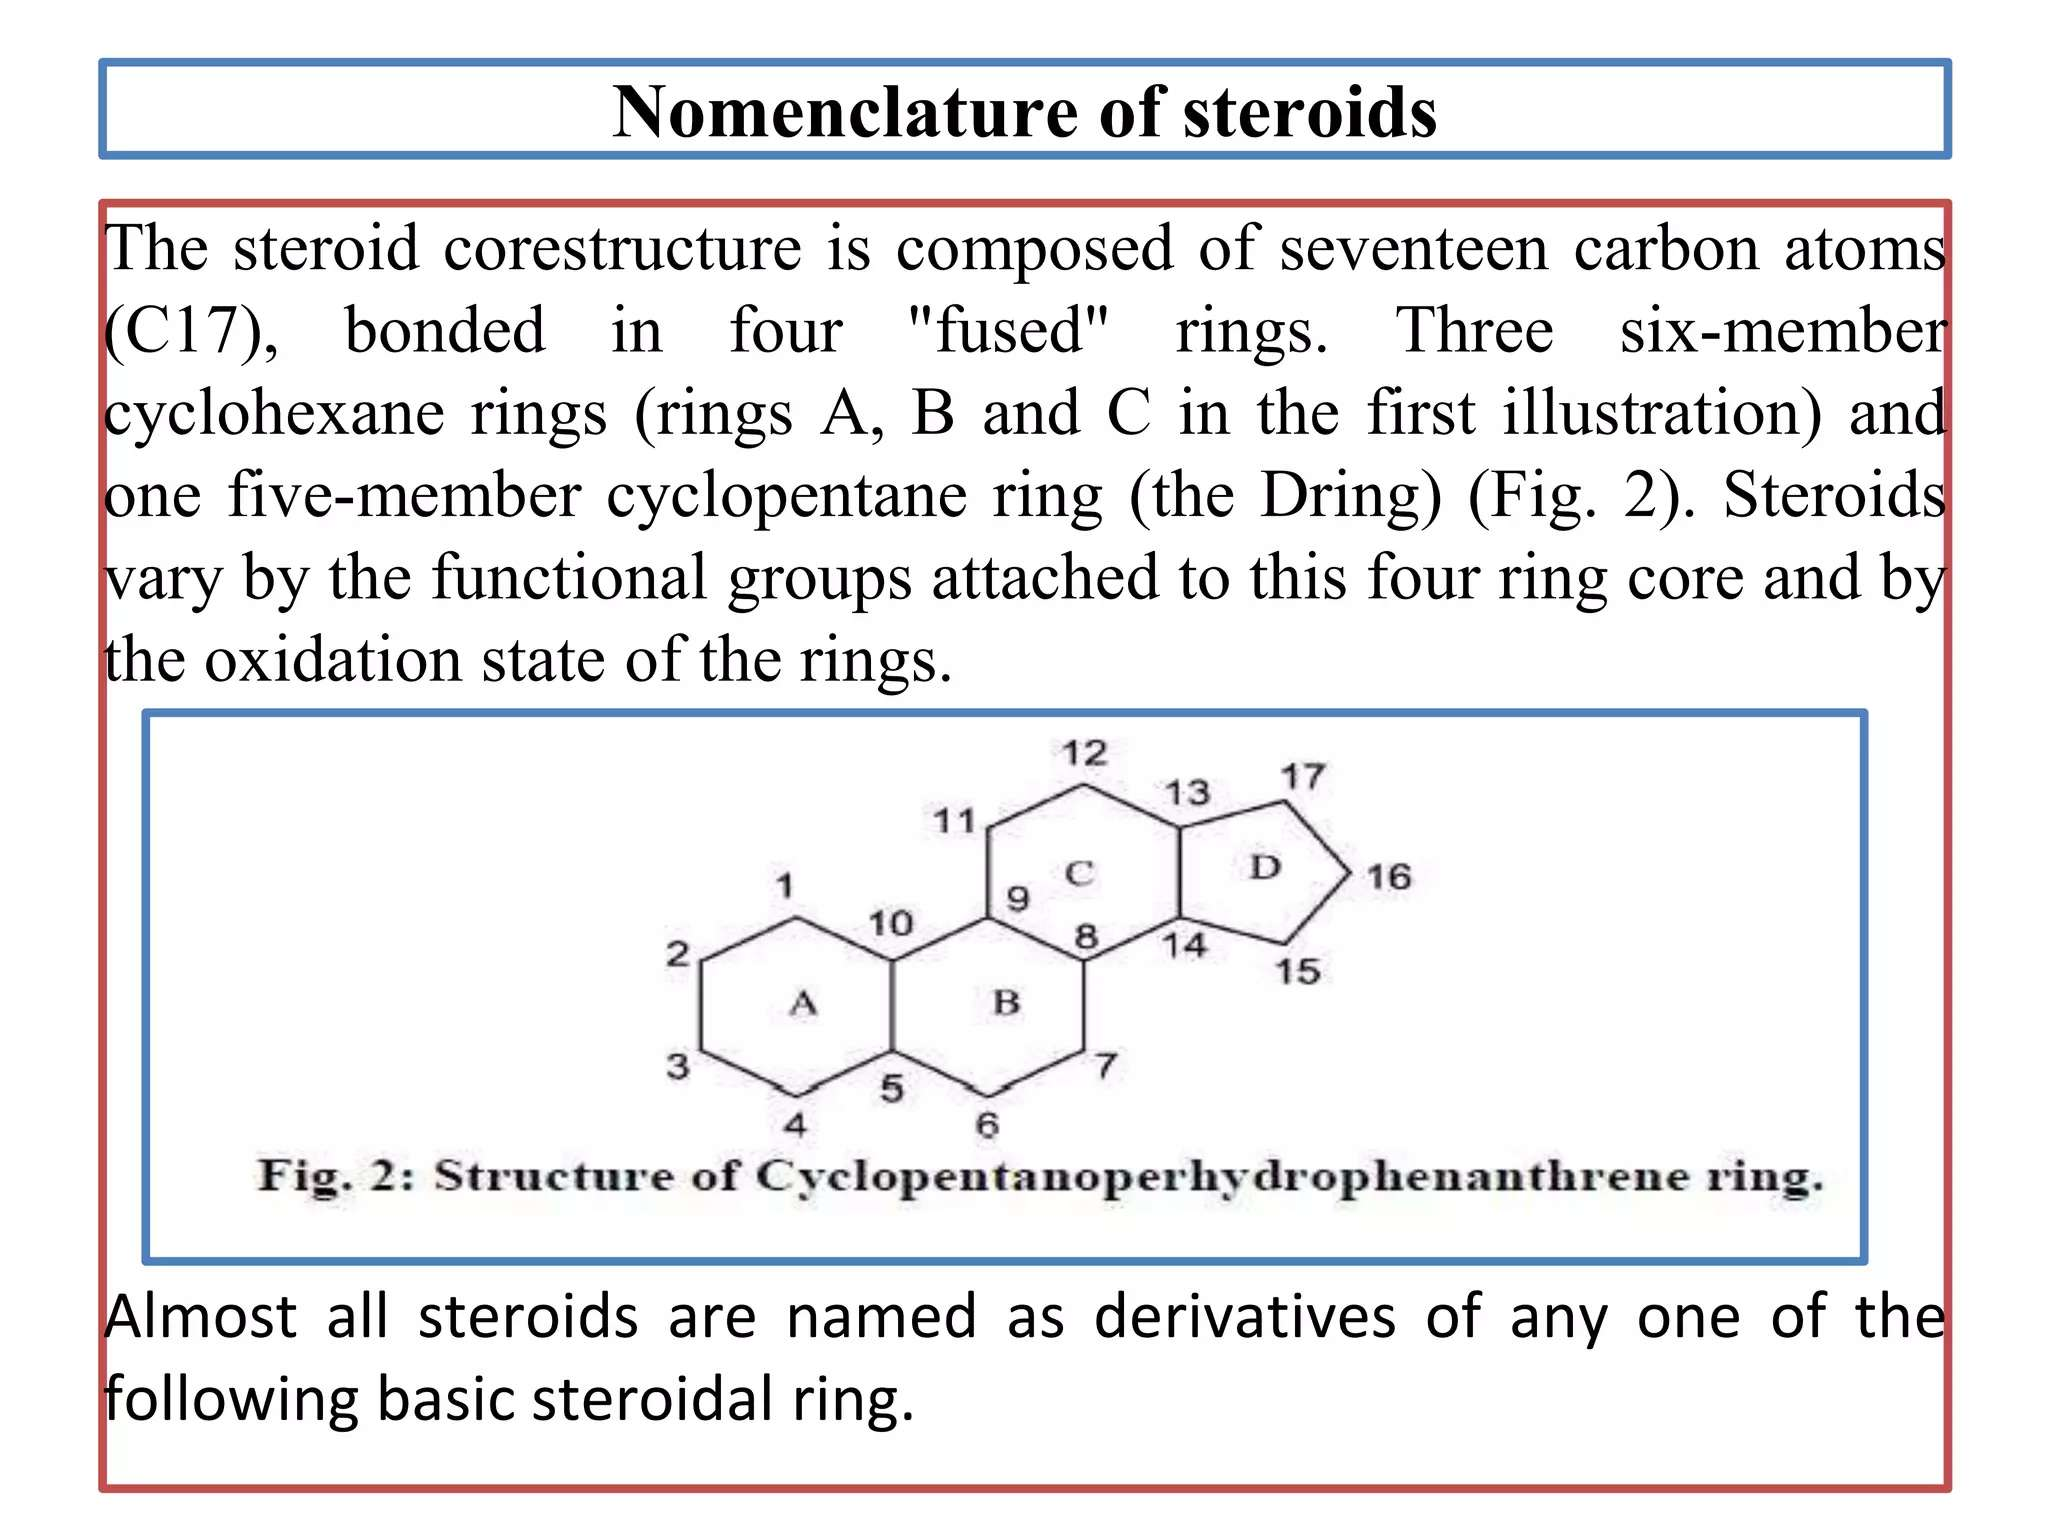 Nomenclature of steroids
The steroid corestructure is composed of seventeen carbon atoms
(C17), bonded in four "fused" rings. Three six-member
cyclohexane rings (rings A, B and C in the first illustration) and
one five-member cyclopentane ring (the Dring) (Fig. 2). Steroids
vary by the functional groups attached to this four ring core and by
the oxidation state of the rings.
12
17
13
11
C
D
16
1
9
10
8
2
14
15
A
B
3
7
5
4
6
Fig. 2: Structure of Cyclopentanoperhydrophenanthrene ring.
Almost all steroids are named as derivatives of any one of the
following basic steroidal ring.